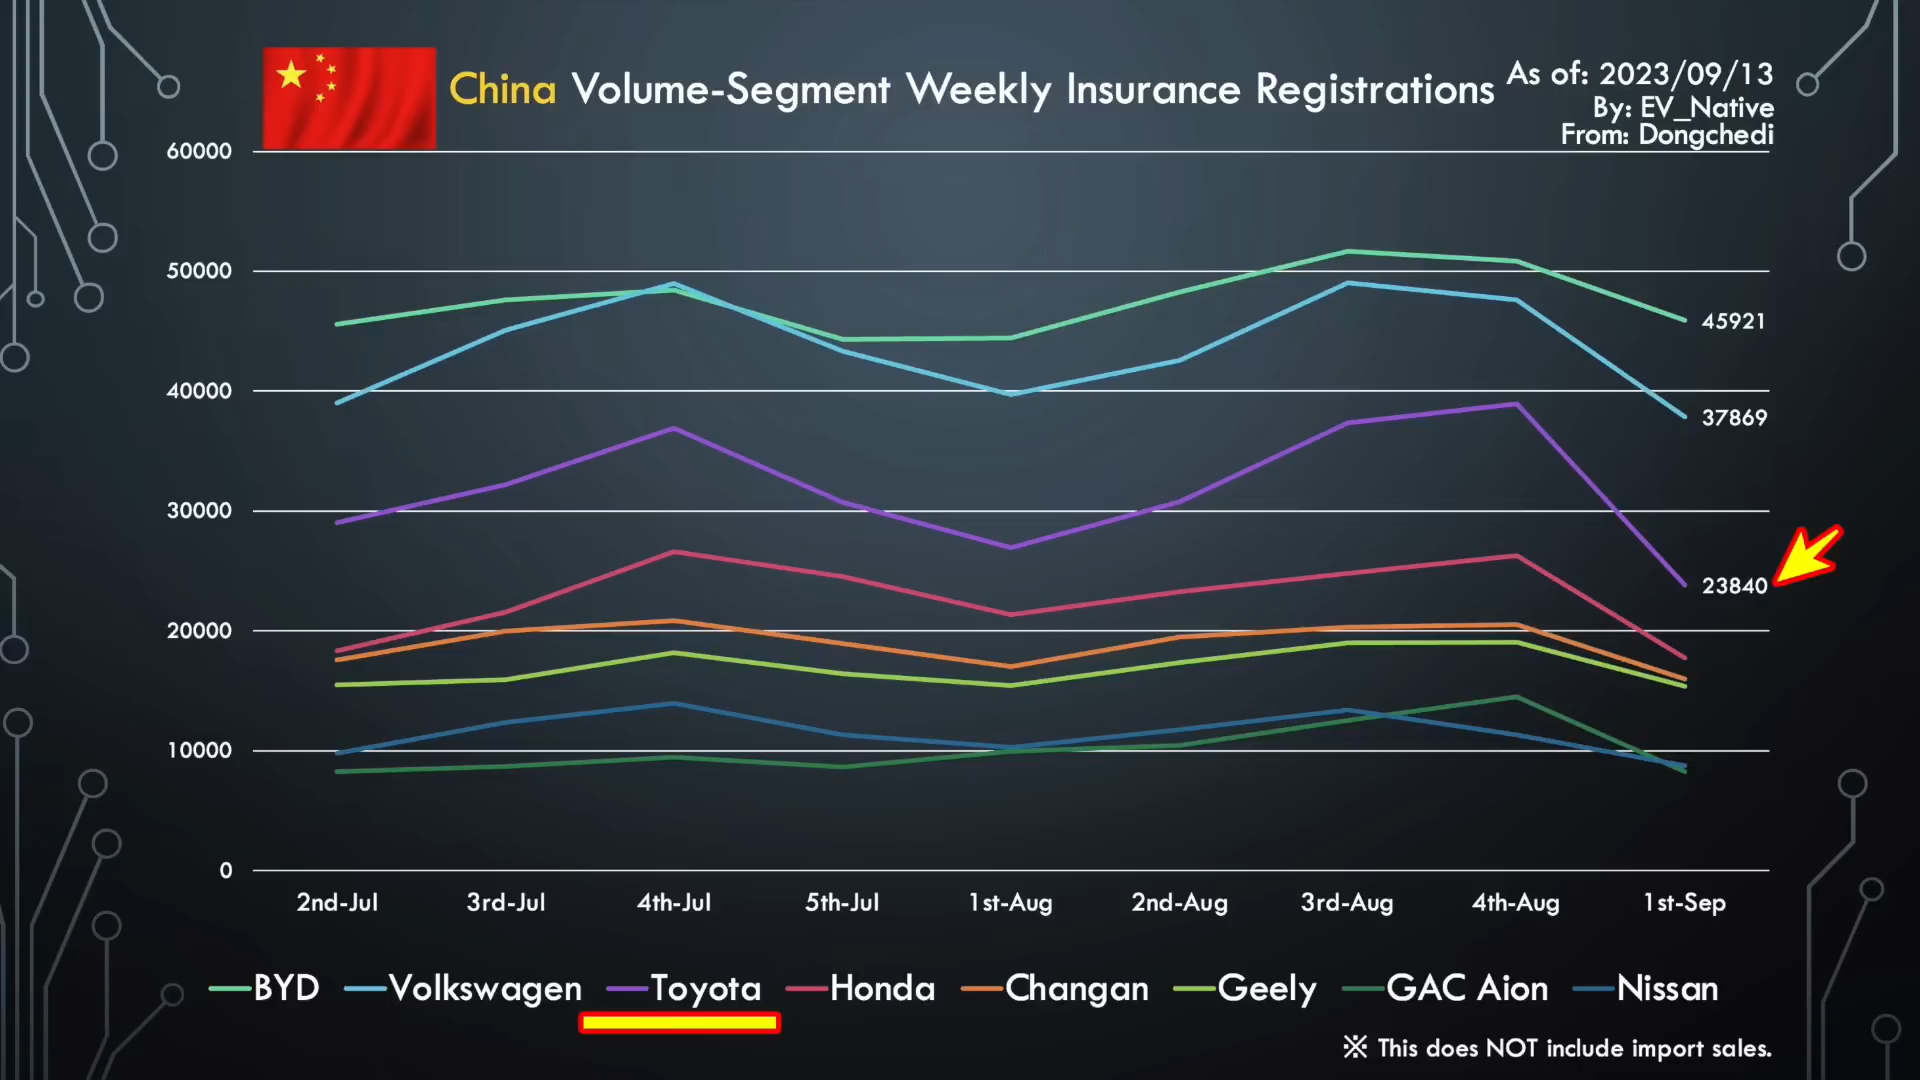 China Volume-Segment Weekly Insurance Registrations
As of: 2023/09/13
By: EV_Native
From: Dongchedi
60000
50000
40000
30000
20000
10000
0
45921
37869
23840
2nd-Jul 3rd-Jul 4th-Jul 5th-Jul 1st-Aug 2nd-Aug 3rd-Aug 4th-Aug 1st-Sep
BYD Volkswagen Toyota Honda Changan Geely GAC Aion Nissan
※ This does NOT include import sales.